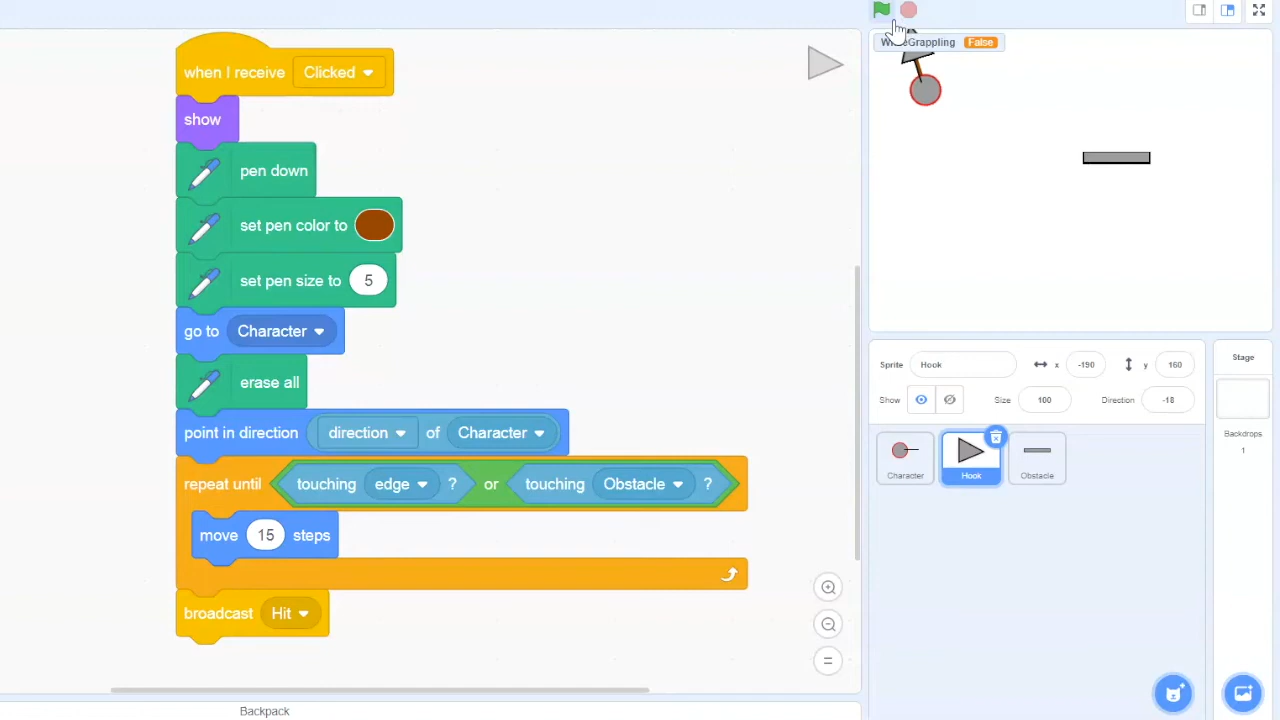 when I receive Clicked
show
pen down
set pen color to
set pen size to 5
go to Character
erase all
point in direction direction of Character
repeat until touching edge ? or touching Obstacle ?
move 15 steps
broadcast Hit
Backpack
Grappling False
Sprite Hook x -190 y 160
Show Size 100 Direction -18
Character Hook Obstacle
Stage
Backdrops
1